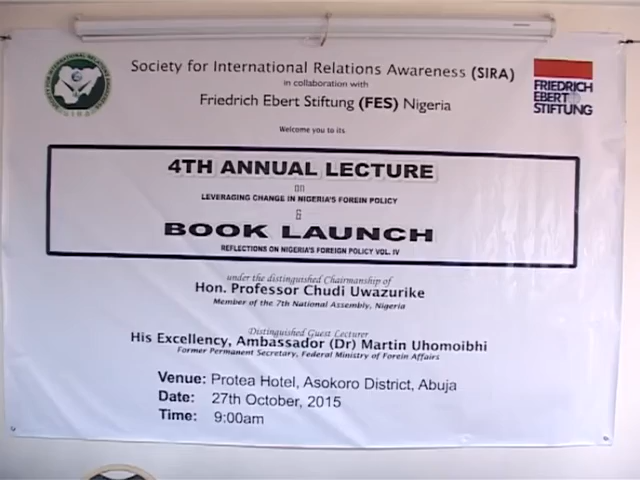 Society for International Relations Awareness (SIRA)
in collaboration with
Friedrich Ebert Stiftung (FES) Nigeria
FRIEDRICH
EBERT
STIFTUNG
Welcome you to its
4TH ANNUAL LECTURE
on
LEVERAGING CHANGE IN NIGERIA'S FOREIN POLICY
&
BOOK LAUNCH
REFLECTIONS ON NIGERIA'S FOREIGN POLICY VOL. IV
under the distinguished Chairmanship of
Hon. Professor Chudi Uwazurike
Member of the 7th National Assembly, Nigeria
Distinguished Guest Lecturer
His Excellency, Ambassador (Dr) Martin Uhomoibhi
Former Permanent Secretary, Federal Ministry of Forein Affairs
Venue: Protea Hotel, Asokoro District, Abuja
Date: 27th October, 2015
Time: 9:00am